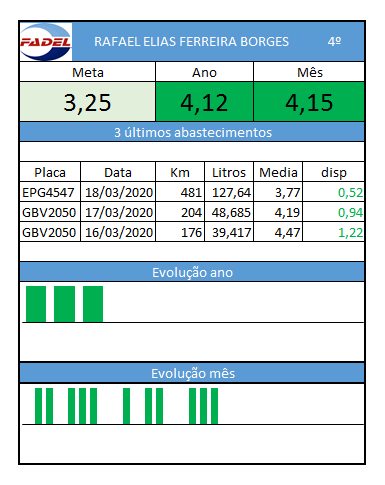 FADEL
RAFAEL ELIAS FERREIRA BORGES 4º
Meta Ano Mês
3,25 4,12 4,15
3 últimos abastecimentos
Placa Data Km Litros Media disp
EPG4547 18/03/2020 481 127,64 3,77 0,52
GBV2050 17/03/2020 204 48,685 4,19 0,94
GBV2050 16/03/2020 176 39,417 4,47 1,22
Evolução ano
Evolução mês